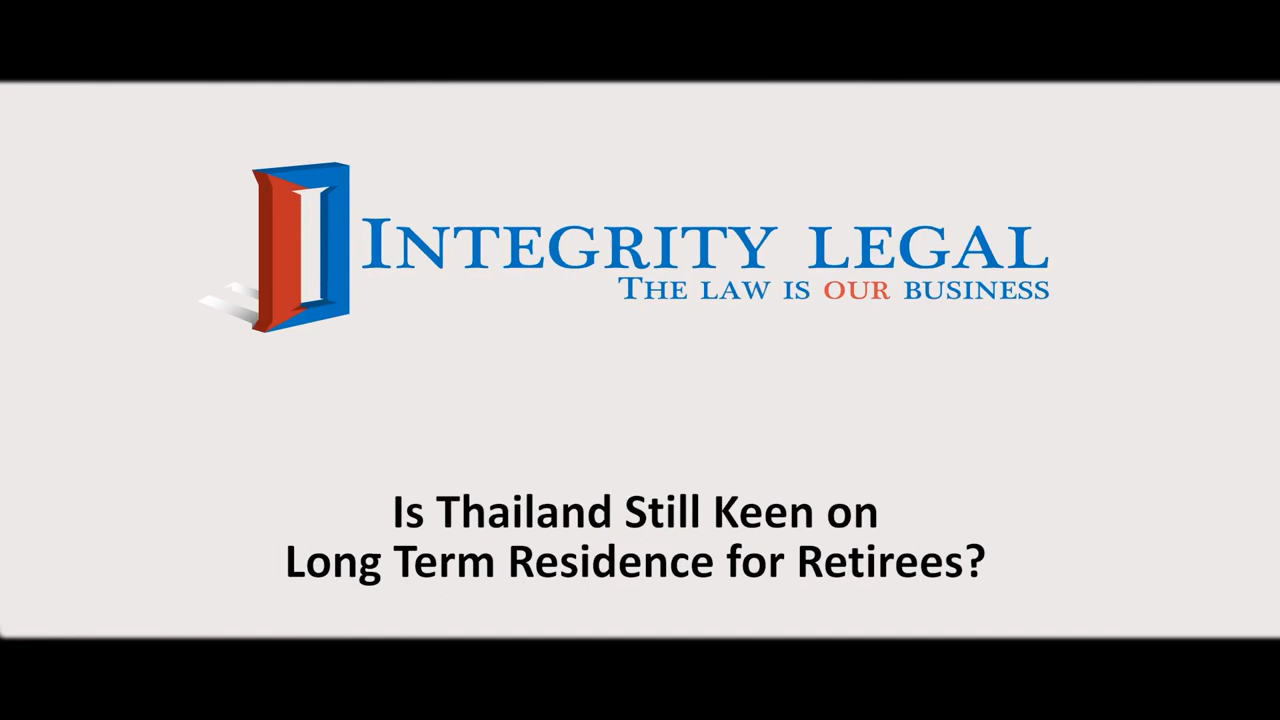 INTEGRITY LEGAL
THE LAW IS OUR BUSINESS
Is Thailand Still Keen on
Long Term Residence for Retirees?